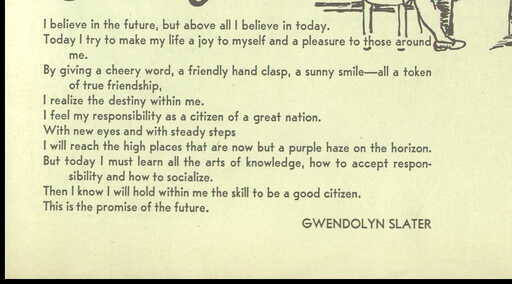 I believe in the future, but above all I believe in today.
Today I try to make my life a joy to myself and a pleasure to those around
me.
By giving a cheery word, a friendly hand clasp, a sunny smile—all a token
of true friendship,
I realize the destiny within me.
I feel my responsibility as a citizen of a great nation.
With new eyes and with steady steps
I will reach the high places that are now but a purple haze on the horizon.
But today I must learn all the arts of knowledge, how to accept respon-
sibility and how to socialize.
Then I know I will hold within me the skill to be a good citizen.
This is the promise of the future.
GWENDOLYN SLATER